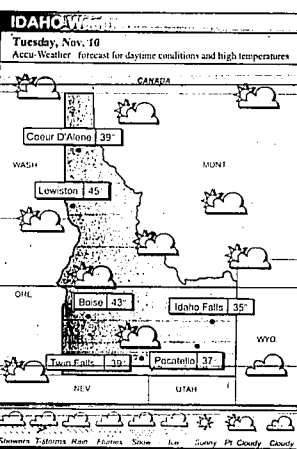 IDAHO
Tuesday, Nov. 10
Accu-Weather forecast for daytime conditions and high temperatures
CANADA
Coeur D'Alene 39°
WASH
MONT
Lewiston 45°
ORE
Boise 43°
Idaho Falls 35°
WYO.
Twin Falls 39°
Pocatello 37°
NEV
UTAH
Showers T-storms Rain Flurries Snow Ice Sunny Pt. Cloudy Cloudy